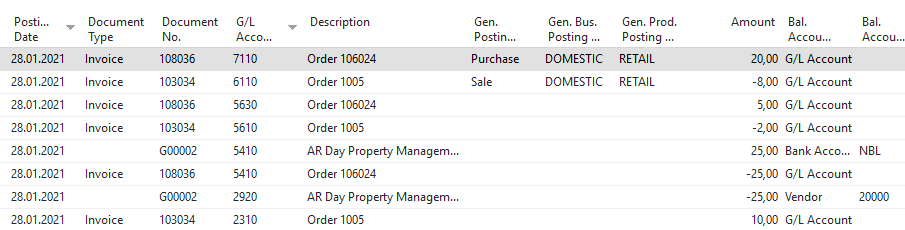 Posti... Document Document G/L Description Gen. Gen. Bus. Gen. Prod. Amount Bal. Bal.
Date Type No. Acco... Postin... Posting ... Posting ... Accou... Accou...
28.01.2021 Invoice 108036 7110 Order 106024 Purchase DOMESTIC RETAIL 20,00 G/L Account
28.01.2021 Invoice 103034 6110 Order 1005 Sale DOMESTIC RETAIL -8,00 G/L Account
28.01.2021 Invoice 108036 5630 Order 106024 5,00 G/L Account
28.01.2021 Invoice 103034 5610 Order 1005 -2,00 G/L Account
28.01.2021 G00002 5410 AR Day Property Managem... 25,00 Bank Acco... NBL
28.01.2021 Invoice 108036 5410 Order 106024 -25,00 G/L Account
28.01.2021 G00002 2920 AR Day Property Managem... -25,00 Vendor 20000
28.01.2021 Invoice 103034 2310 Order 1005 10,00 G/L Account